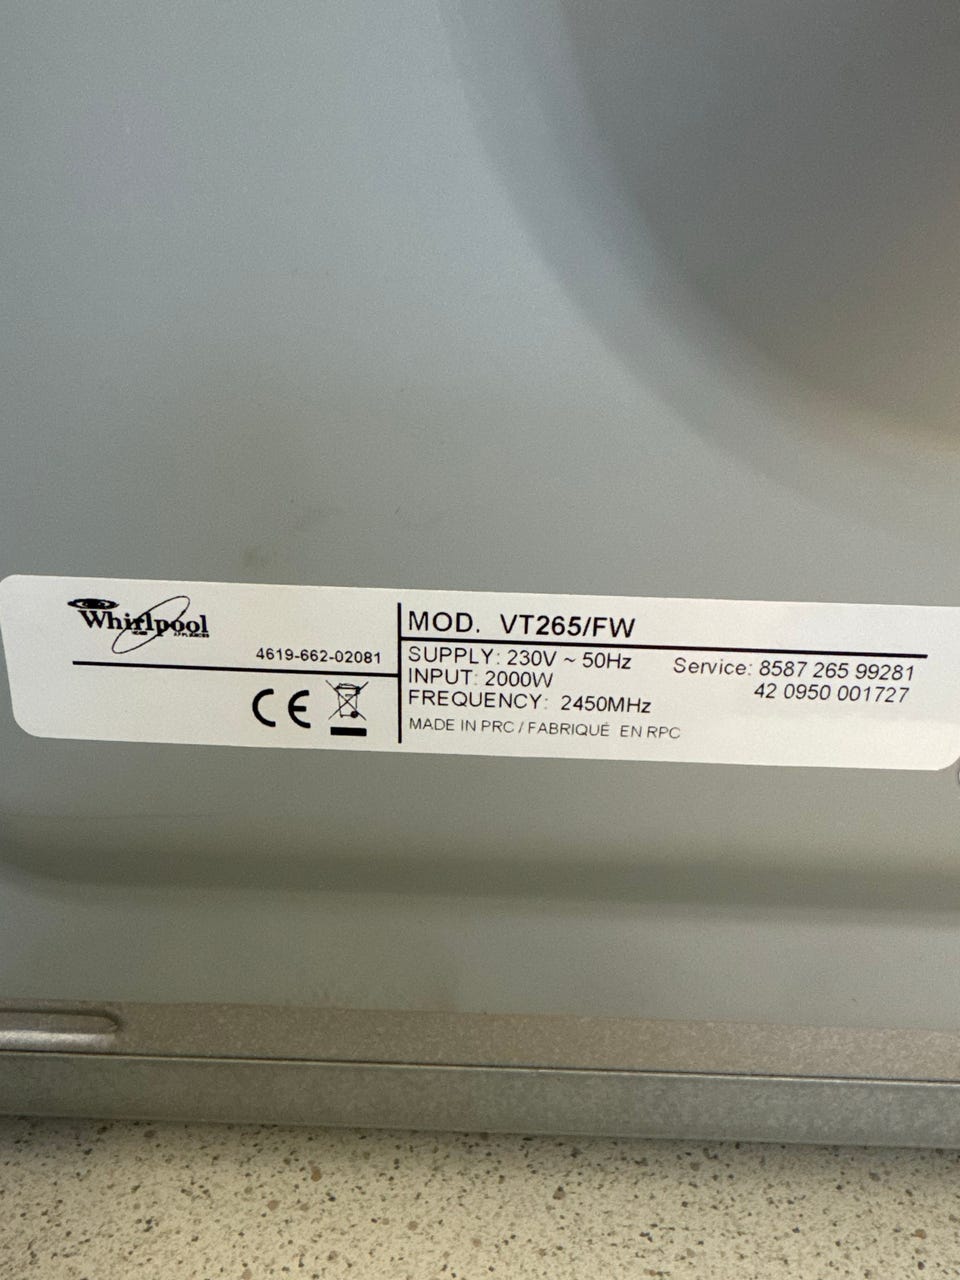 Whirlpool
4619-662-02081
CE
MOD. VT265/FW
SUPPLY: 230V ~ 50Hz
INPUT: 2000W
FREQUENCY: 2450MHz
MADE IN PRC / FABRIQUÉ EN RPC
Service: 8587 265 99281
42 0950 001727